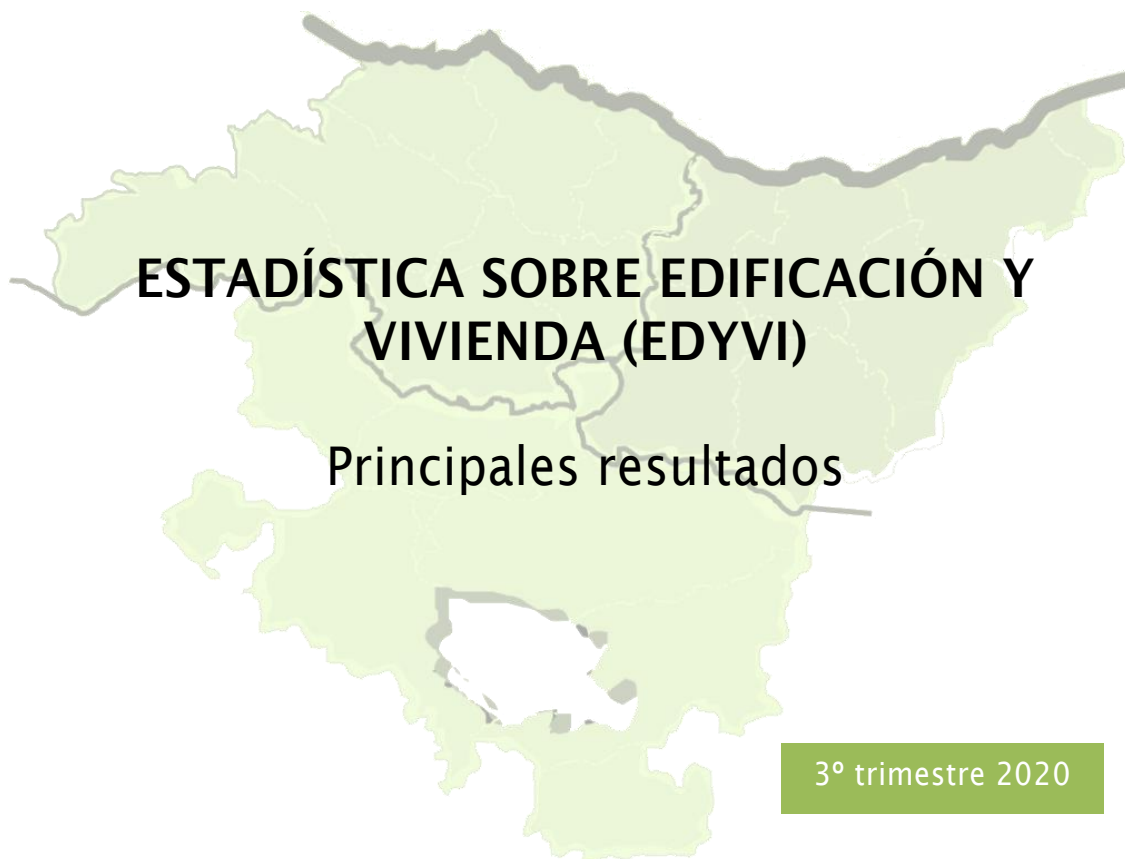 ESTADÍSTICA SOBRE EDIFICACIÓN Y
VIVIENDA (EDYVI)
Principales resultados
3º trimestre 2020